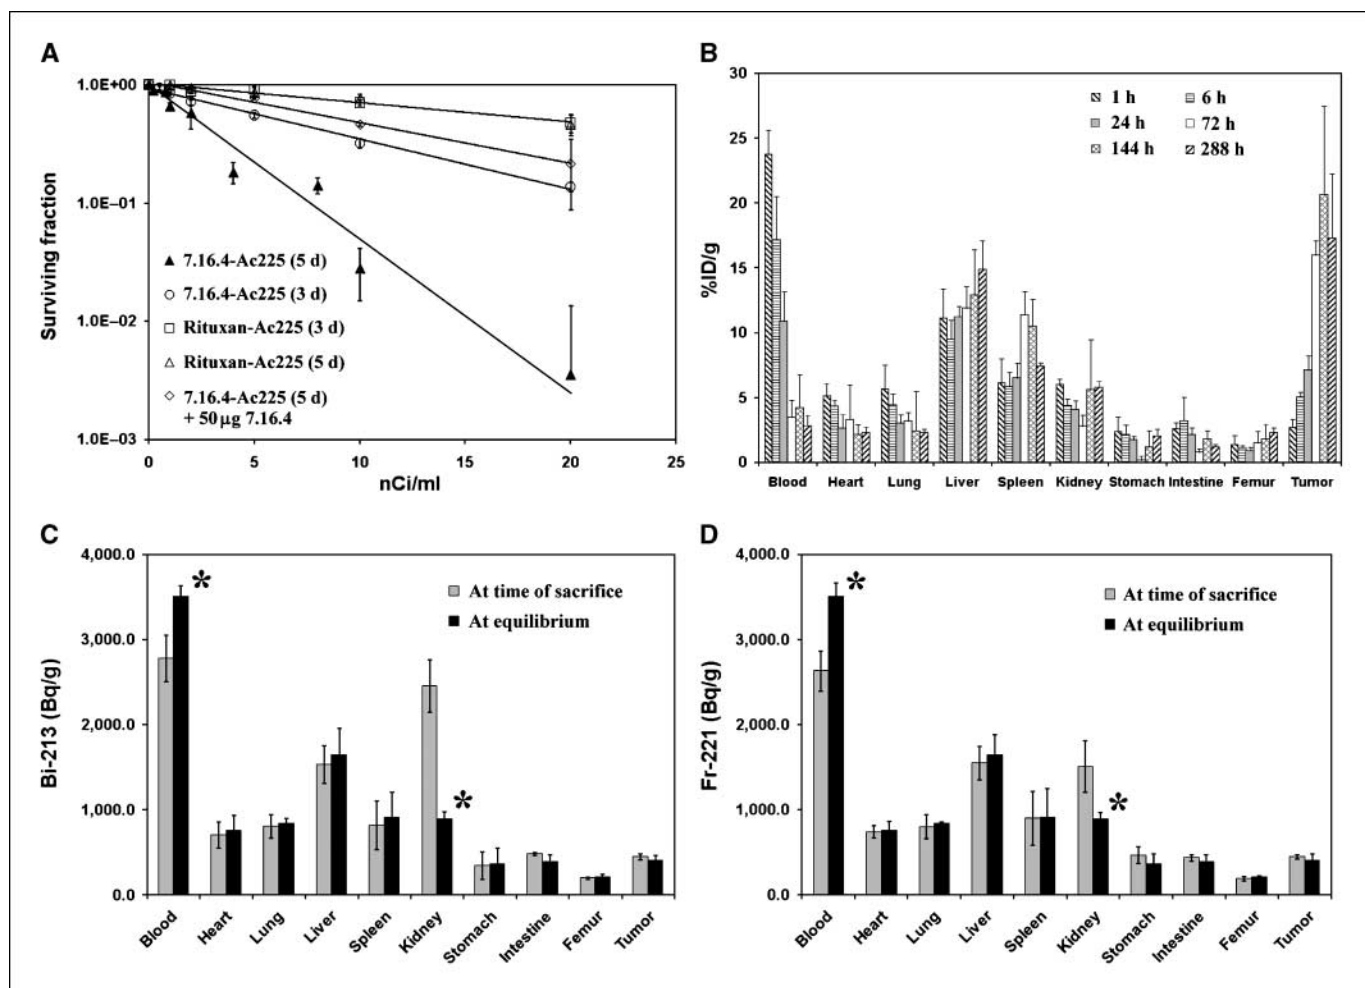 A
1.0E+00
1.0E−01
1.0E−02
1.0E−03
Surviving fraction
7.16.4-Ac225 (5 d)
7.16.4-Ac225 (3 d)
Rituxan-Ac225 (3 d)
Rituxan-Ac225 (5 d)
7.16.4-Ac225 (5 d)
+ 50 µg 7.16.4
0 5 10 15 20 25
nCi/ml
B
30
25
20
15
10
5
0
%ID/g
1 h 6 h
24 h 72 h
144 h 288 h
Blood Heart Lung Liver Spleen Kidney Stomach Intestine Femur Tumor
C
4,000.0
3,000.0
2,000.0
1,000.0
0.0
Bi-213 (Bq/g)
At time of sacrifice
At equilibrium
*
*
Blood Heart Lung Liver Spleen Kidney Stomach Intestine Femur Tumor
D
4,000.0
3,000.0
2,000.0
1,000.0
0.0
Fr-221 (Bq/g)
At time of sacrifice
At equilibrium
*
*
Blood Heart Lung Liver Spleen Kidney Stomach Intestine Femur Tumor